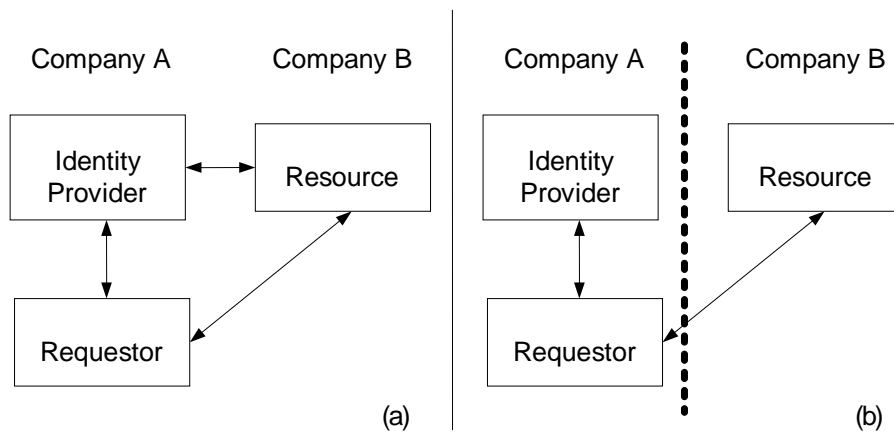 Company A
Company B
Identity
Provider
Resource
Requestor
(a)
Company A
Company B
Identity
Provider
Resource
Requestor
(b)